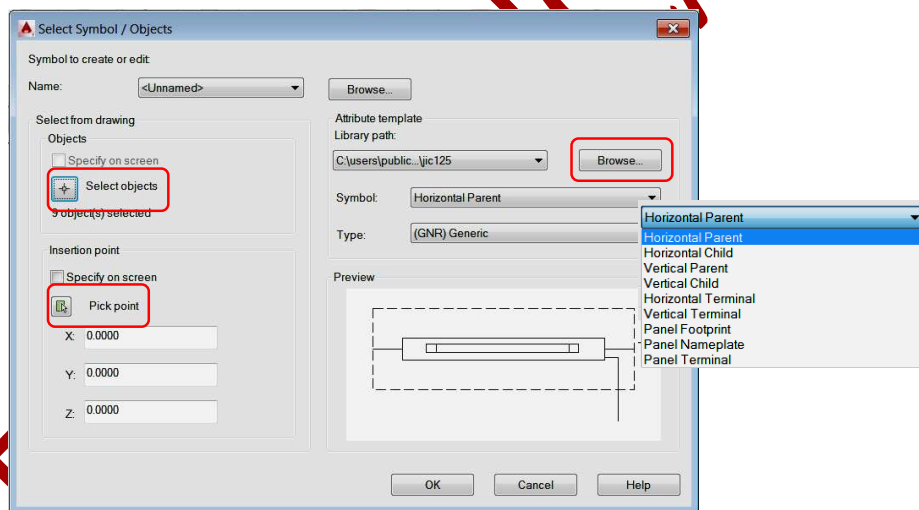 Select Symbol / Objects
Symbol to create or edit:
Name:
<Unnamed>
Browse...
Select from drawing
Objects
Specify on screen
Select objects
9 object(s) selected
Insertion point
Specify on screen
Pick point
X: 0.0000
Y: 0.0000
Z: 0.0000
Attribute template
Library path:
C:\users\public...\jic125
Browse...
Symbol: Horizontal Parent
Type: (GNR) Generic
Preview
Horizontal Parent
Horizontal Parent
Horizontal Child
Vertical Parent
Vertical Child
Horizontal Terminal
Vertical Terminal
Panel Footprint
Panel Nameplate
Panel Terminal
OK
Cancel
Help